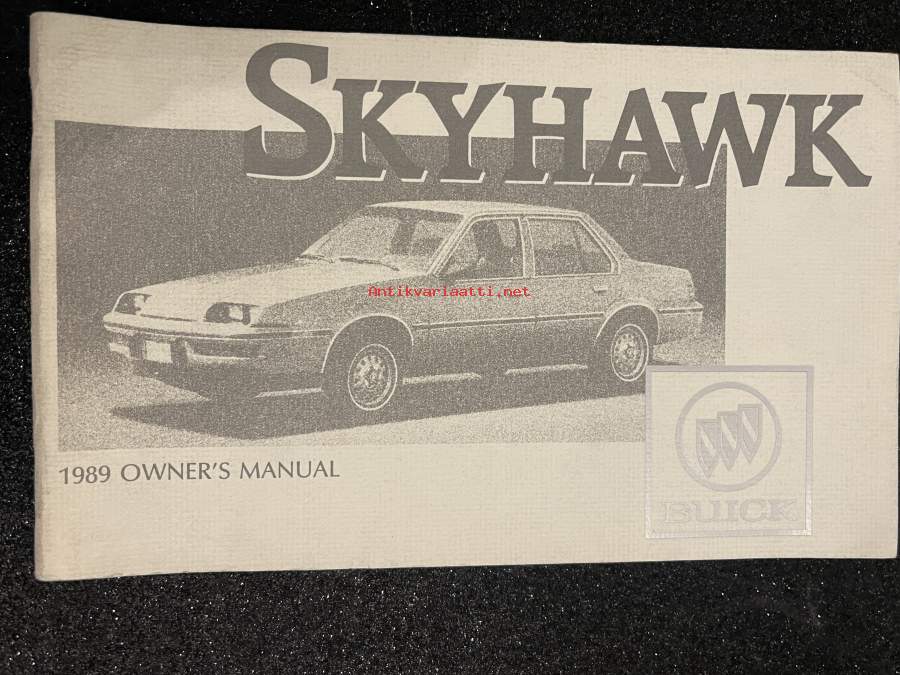 SKYHAWK
Antikvariaatti.net
1989 OWNER'S MANUAL
BUICK